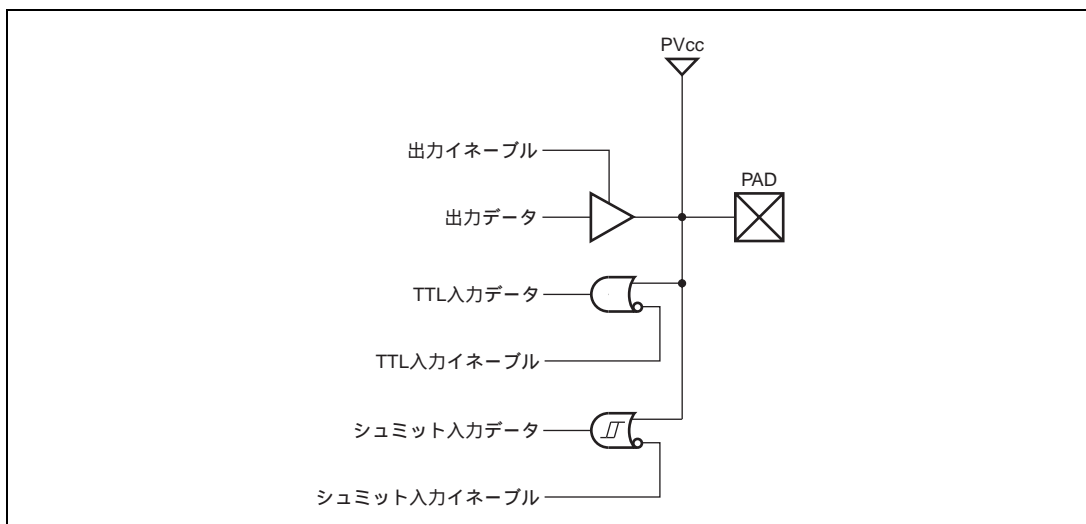 PVcc
出力イネーブル
PAD
出力データ
TTL入力データ
TTL入力イネーブル
シュミット入力データ
シュミット入力イネーブル